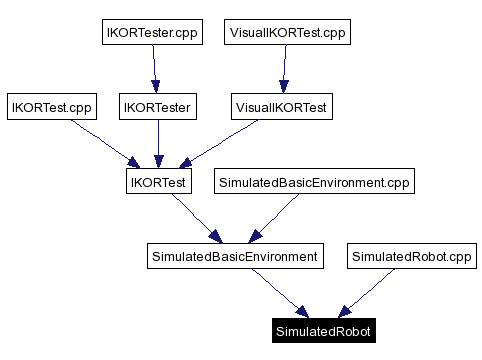 IKORTester.cpp
VisualIKORTest.cpp
IKORTest.cpp
IKORTester
VisualIKORTest
IKORTest
SimulatedBasicEnvironment.cpp
SimulatedBasicEnvironment
SimulatedRobot.cpp
SimulatedRobot